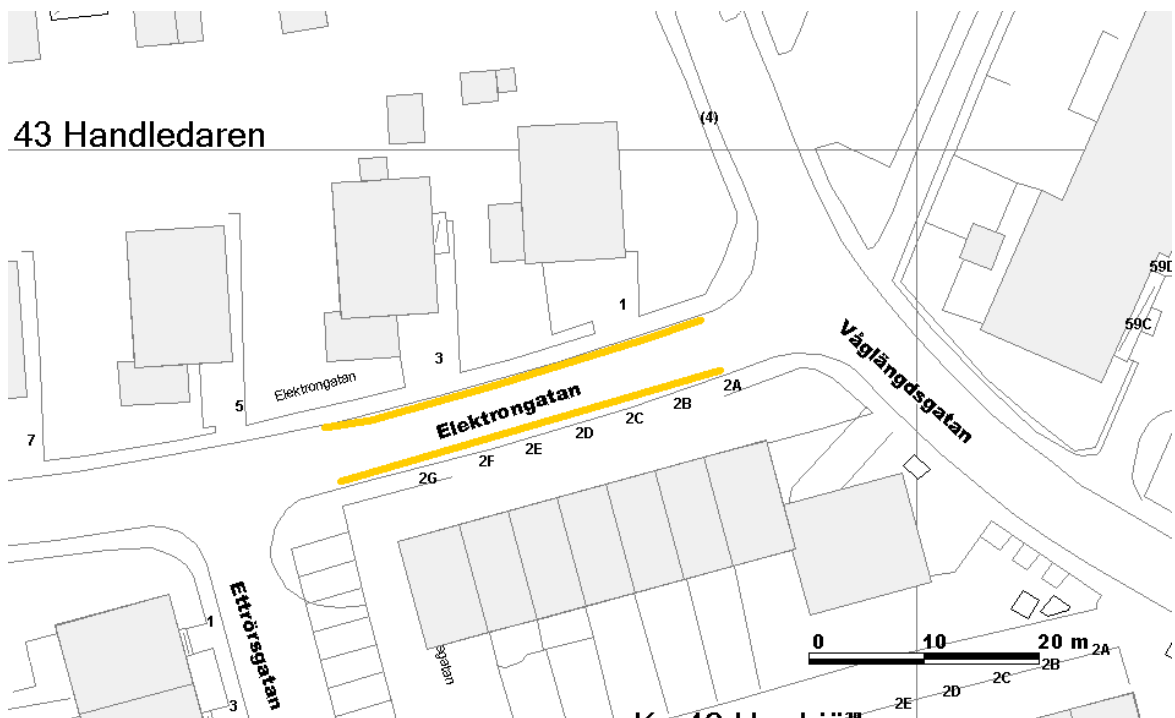 (4)
43 Handledaren
59D
1
59C
Våglängdsgatan
3
Elektrongatan
5
Elektrongatan
2A
2B
2C
2D
2E
2F
2G
7
Ettrörsgatan
1
3
0 10 20 m
2A
2B
2C
2D
2E